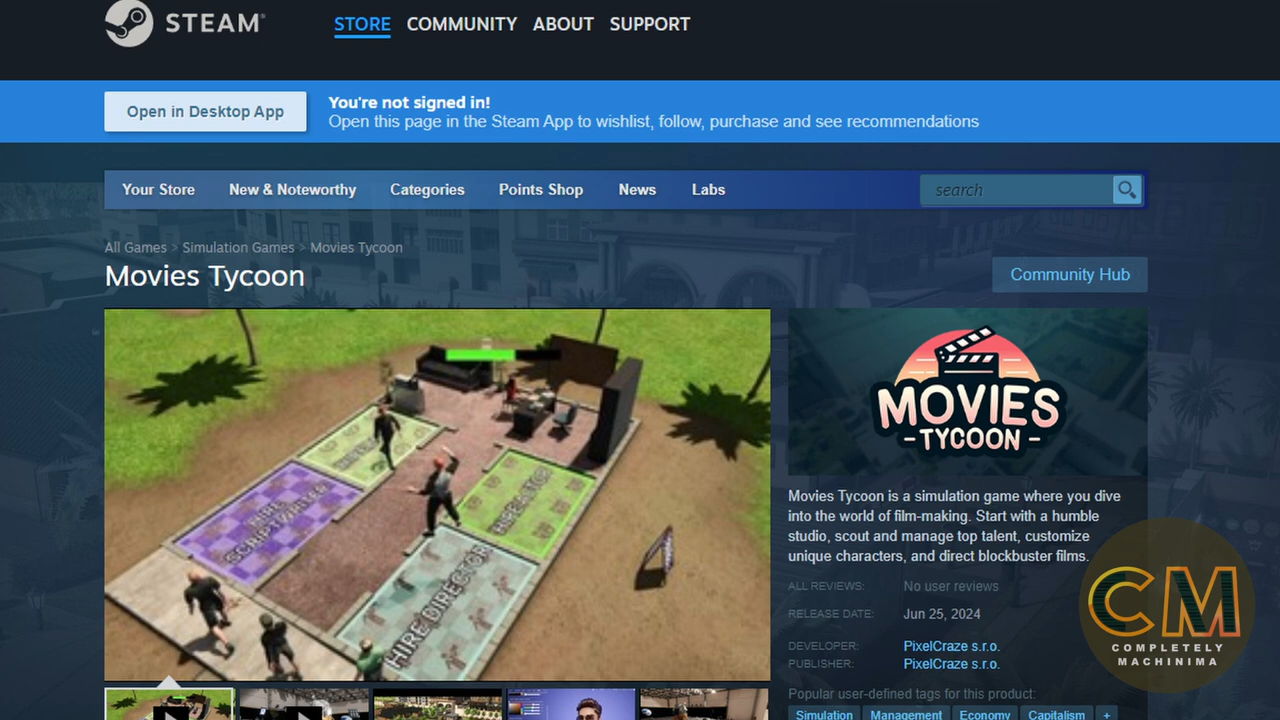 STEAM®
STORE COMMUNITY ABOUT SUPPORT
Open in Desktop App
You're not signed in!
Open this page in the Steam App to wishlist, follow, purchase and see recommendations
Your Store New & Noteworthy Categories Points Shop News Labs
search
All Games > Simulation Games > Movies Tycoon
Movies Tycoon
Community Hub
HIRE
SCRIPTWRITER
HIRE DIRECTOR
MOVIES
-TYCOON-
Movies Tycoon is a simulation game where you dive
into the world of film-making. Start with a humble
studio, scout and manage top talent, customize
unique characters, and direct blockbuster films.
ALL REVIEWS: No user reviews
RELEASE DATE: Jun 25, 2024
DEVELOPER: PixelCraze s.r.o.
PUBLISHER: PixelCraze s.r.o.
Popular user-defined tags for this product:
Simulation Management Economy Capitalism +
CM
COMPLETELY
MACHINIMA